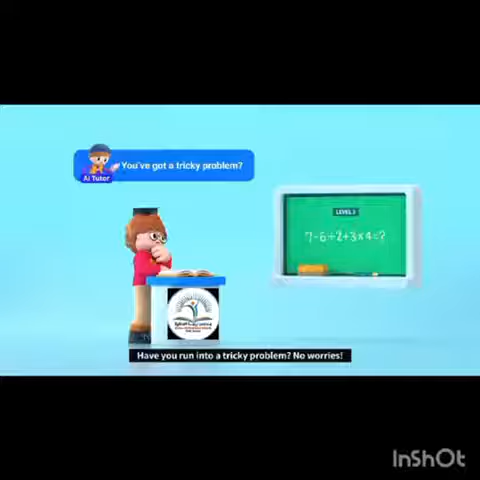 You've got a tricky problem?
AI Tutor
LEVEL 1
7-6÷2+3×4=?
Have you run into a tricky problem? No worries!
InShOt